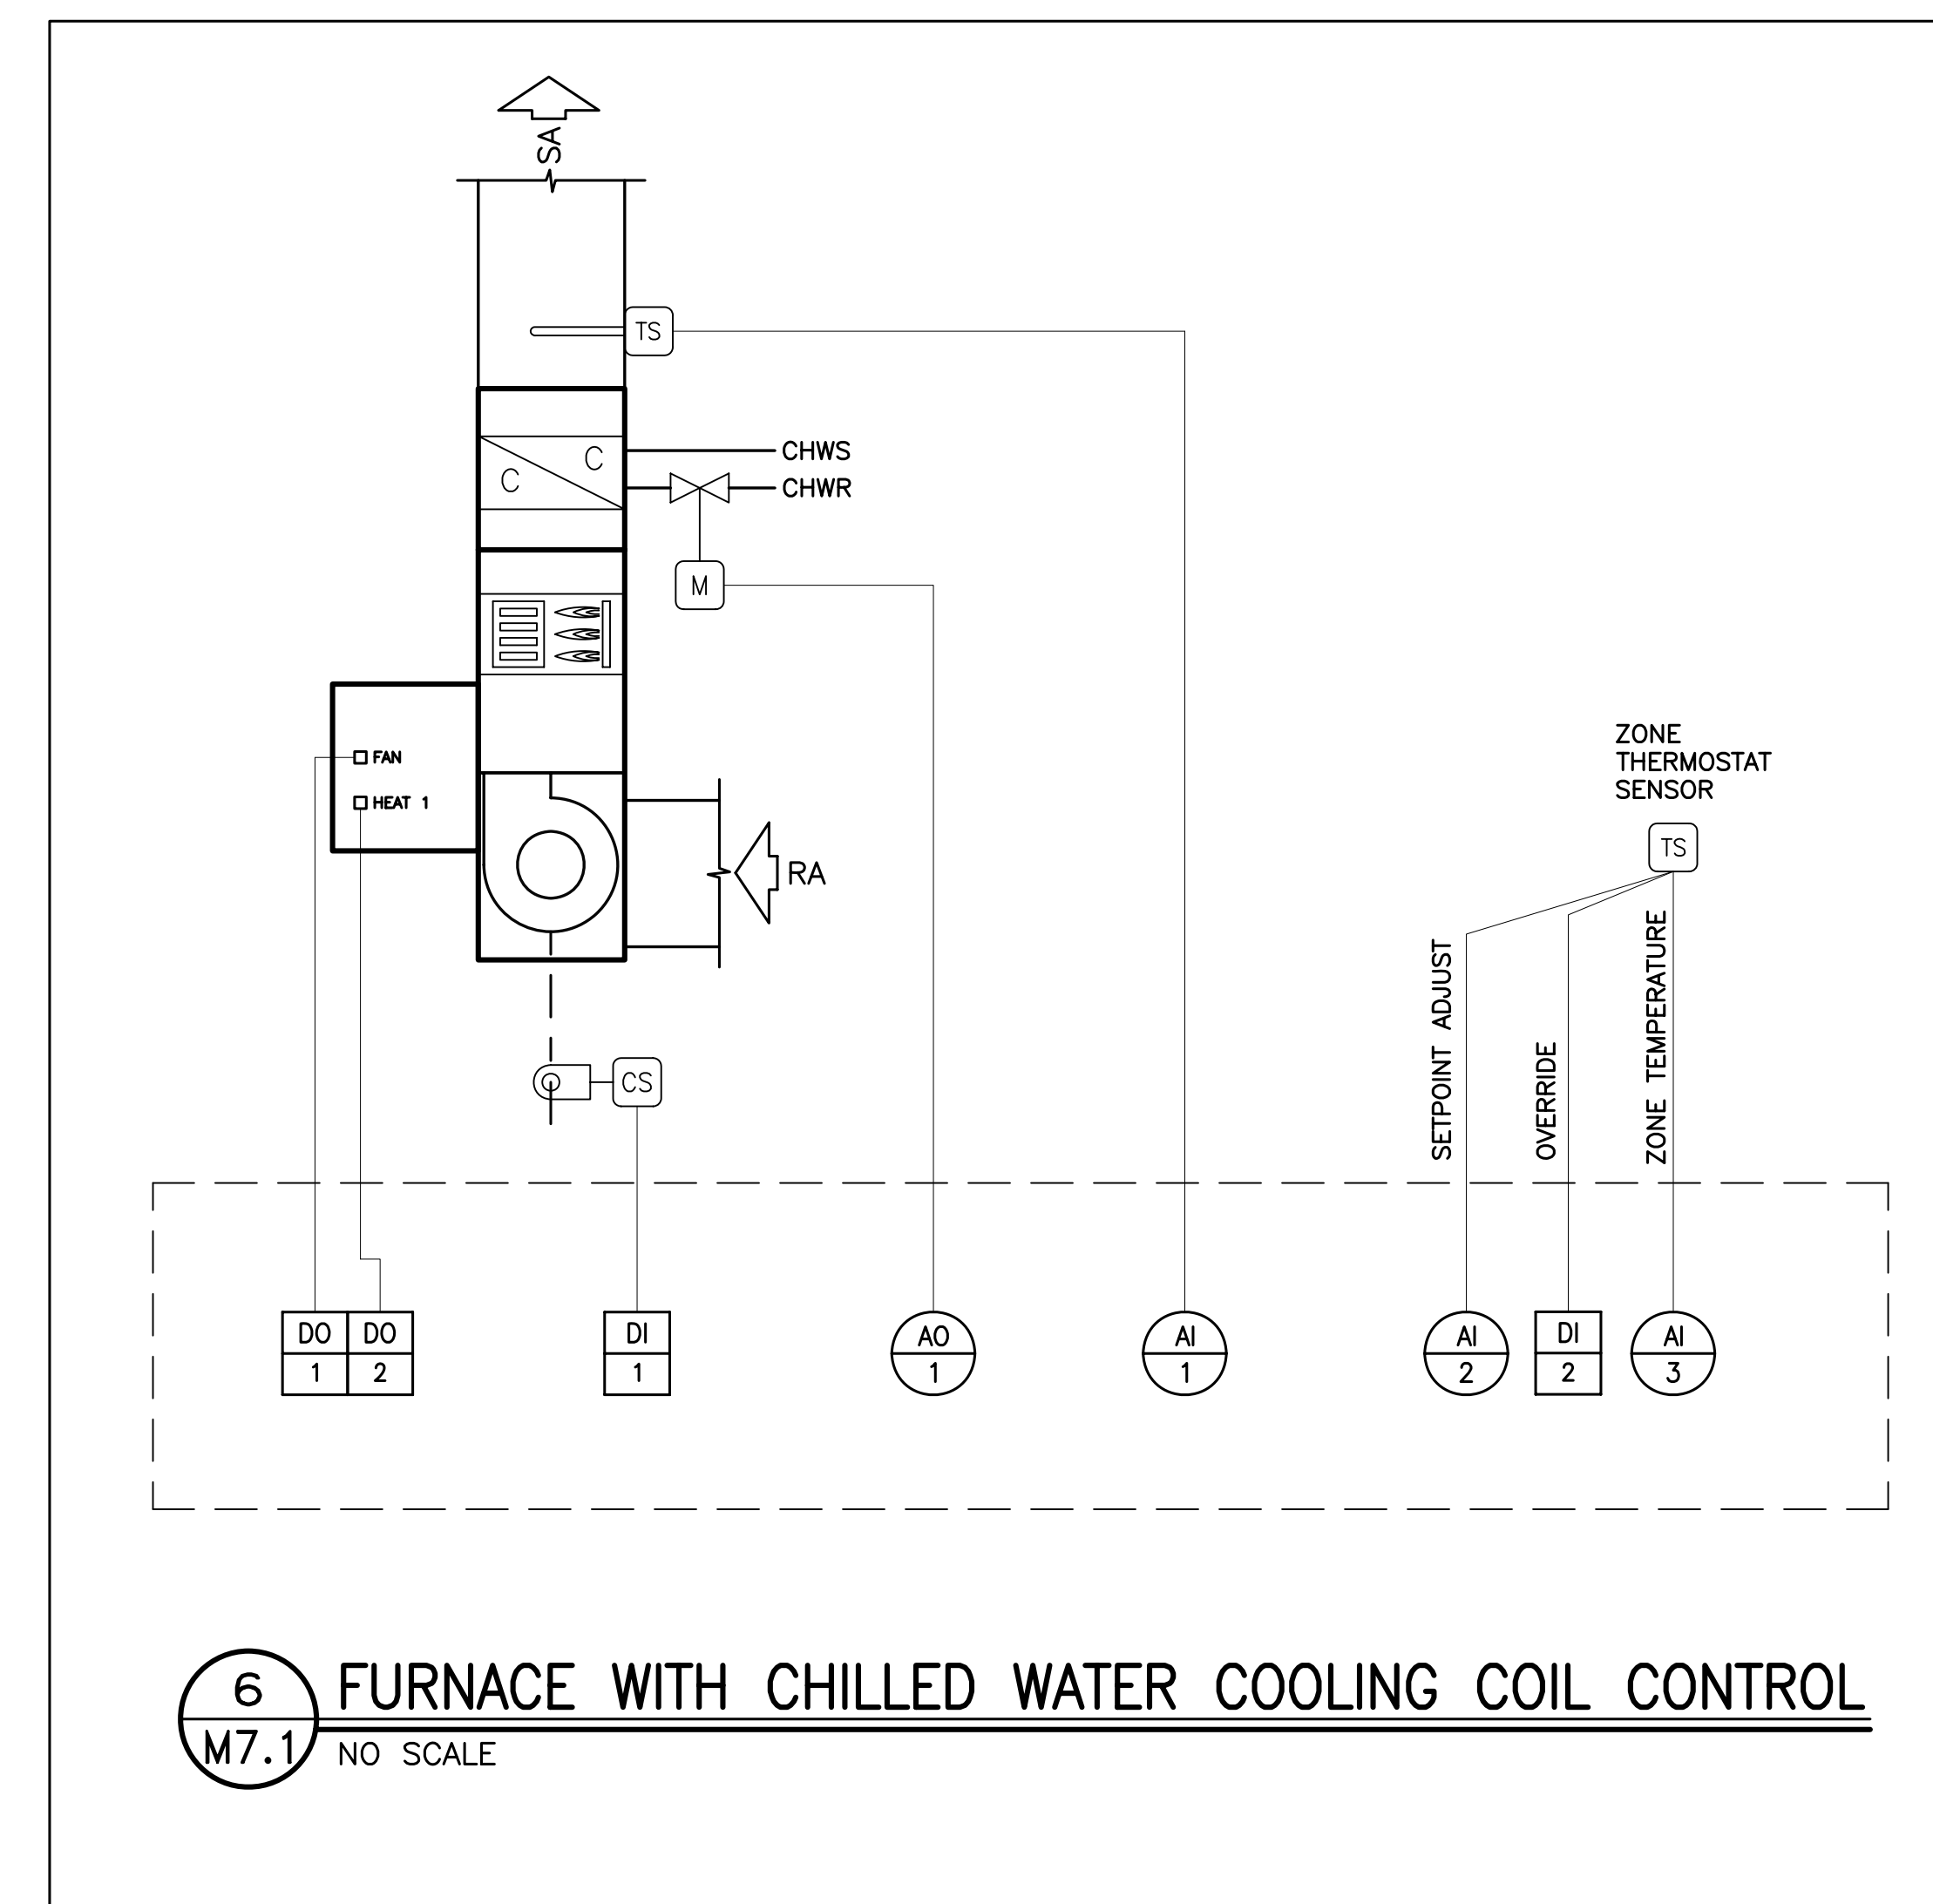 SA
TS
C
C
CHWS
CHWR
M
FAN
HEAT 1
RA
ZONE
THERMOSTAT
SENSOR
TS
SETPOINT ADJUST
OVERRIDE
ZONE TEMPERATURE
CS
DO
1
DO
2
DI
1
AO
1
AI
1
AI
2
DI
2
AI
3
6
M7.1
FURNACE WITH CHILLED WATER COOLING COIL CONTROL
NO SCALE